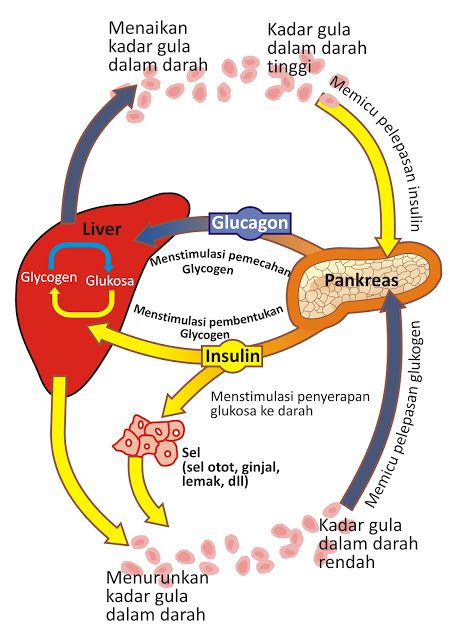 Menaikan
kadar gula
dalam darah
Kadar gula
dalam darah
tinggi
Memicu pelepasan insulin
Liver
Glucagon
Glycogen
Glukosa
Menstimulasi pemecahan
Glycogen
Pankreas
Menstimulasi pembentukan
Glycogen
Insulin
Menstimulasi penyerapan
glukosa ke darah
Memicu pelepasan glukogen
Sel
(sel otot, ginjal,
lemak, dll)
Kadar gula
dalam darah
rendah
Menurunkan
kadar gula
dalam darah